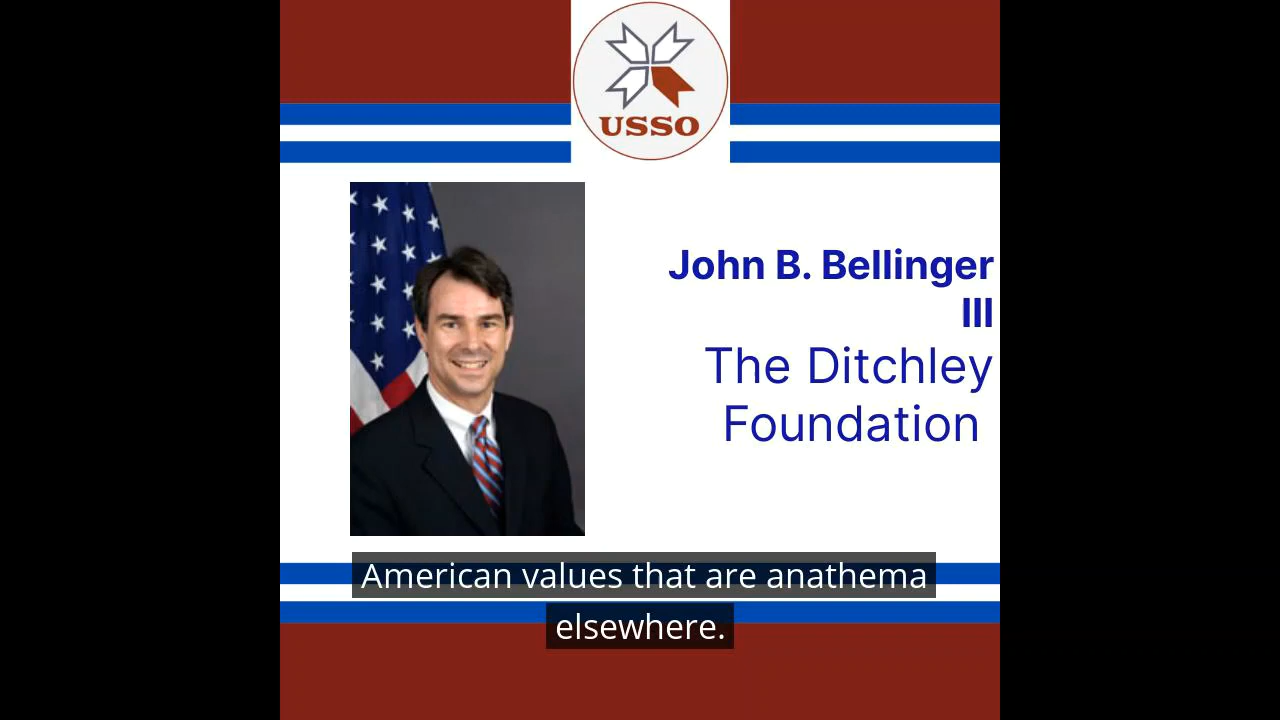 USSO
John B. Bellinger
III
The Ditchley
Foundation
American values that are anathema
elsewhere.